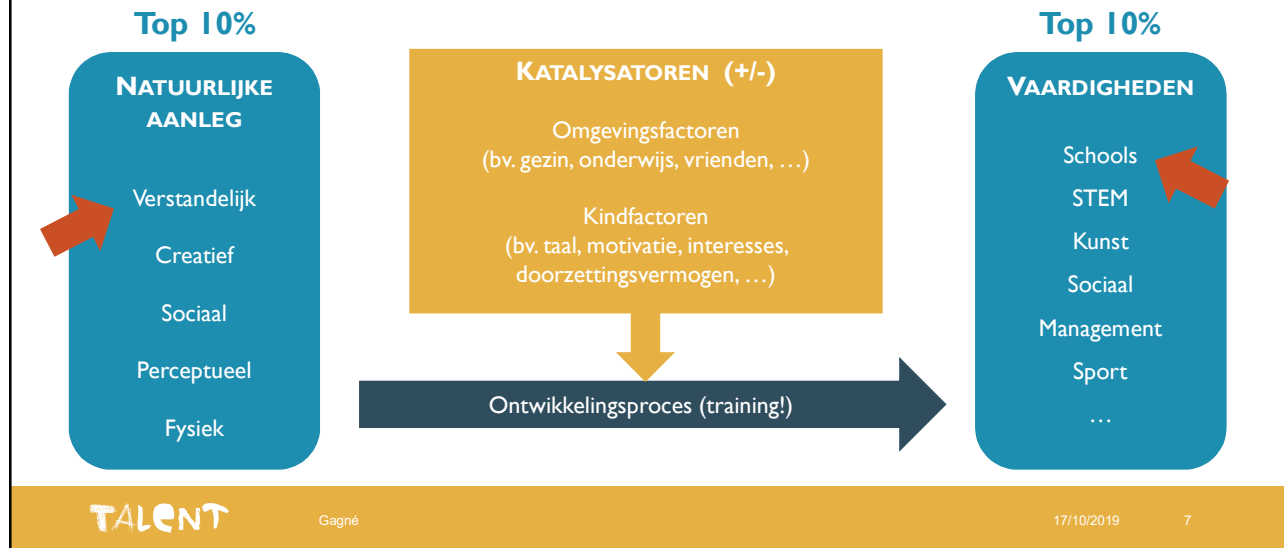 Top 10%
NATUURLIJKE
AANLEG
Verstandelijk
Creatief
Sociaal
Perceptueel
Fysiek
KATALYSATOREN (+/-)
Omgevingsfactoren
(bv. gezin, onderwijs, vrienden, …)
Kindfactoren
(bv. taal, motivatie, interesses,
doorzettingsvermogen, …)
Ontwikkelingsproces (training!)
Top 10%
VAARDIGHEDEN
Schools
STEM
Kunst
Sociaal
Management
Sport
…
TALENT
Gagné
17/10/2019
7